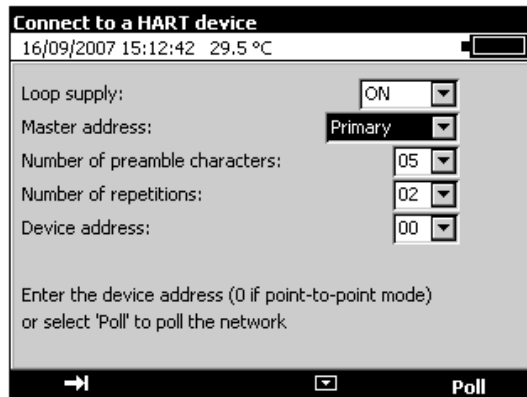 Connect to a HART device
16/09/2007 15:12:42 29.5 °C
Loop supply: ON
Master address: Primary
Number of preamble characters: 05
Number of repetitions: 02
Device address: 00
Enter the device address (0 if point-to-point mode)
or select 'Poll' to poll the network
Poll